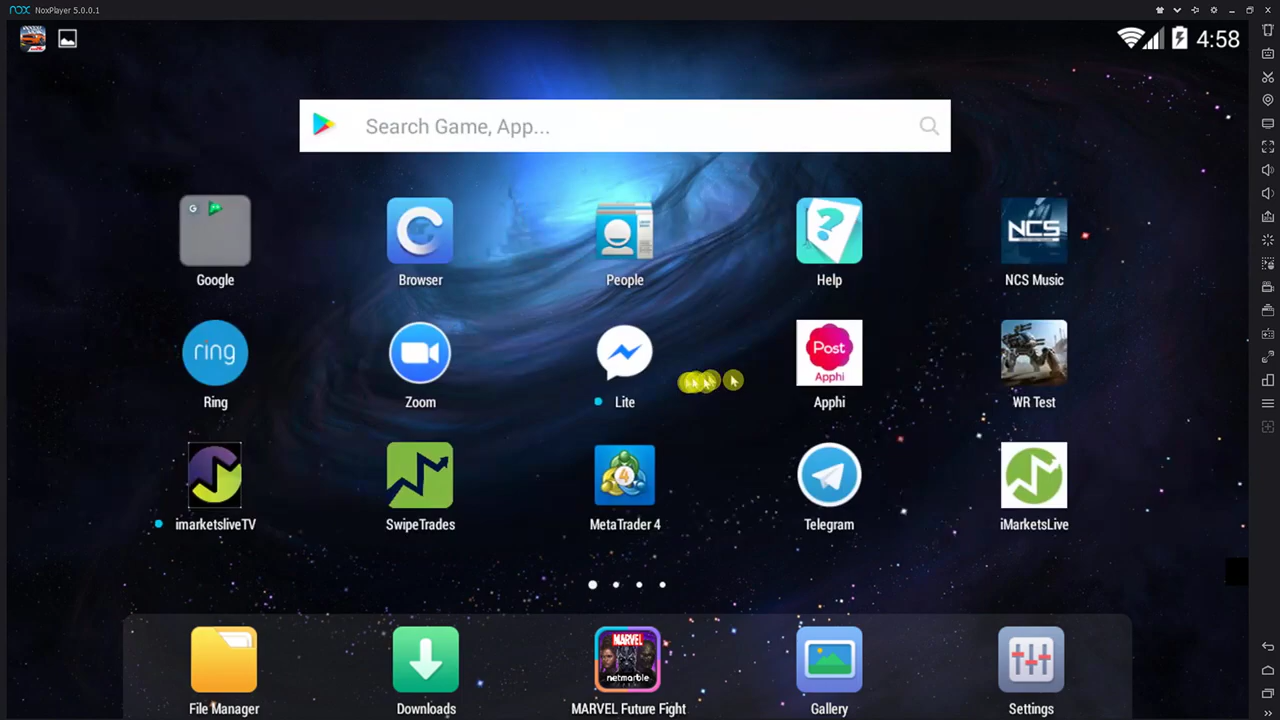 nox NoxPlayer 5.0.0.1
4:58
Search Game, App...
G
Google
Browser
People
?
Help
NCS
NCS Music
ring
Ring
Zoom
Lite
Post
Apphi
Apphi
WR Test
imarketsliveTV
SwipeTrades
4
MetaTrader 4
Telegram
iMarketsLive
File Manager
Downloads
MARVEL
netmarble
MARVEL Future Fight
Gallery
Settings